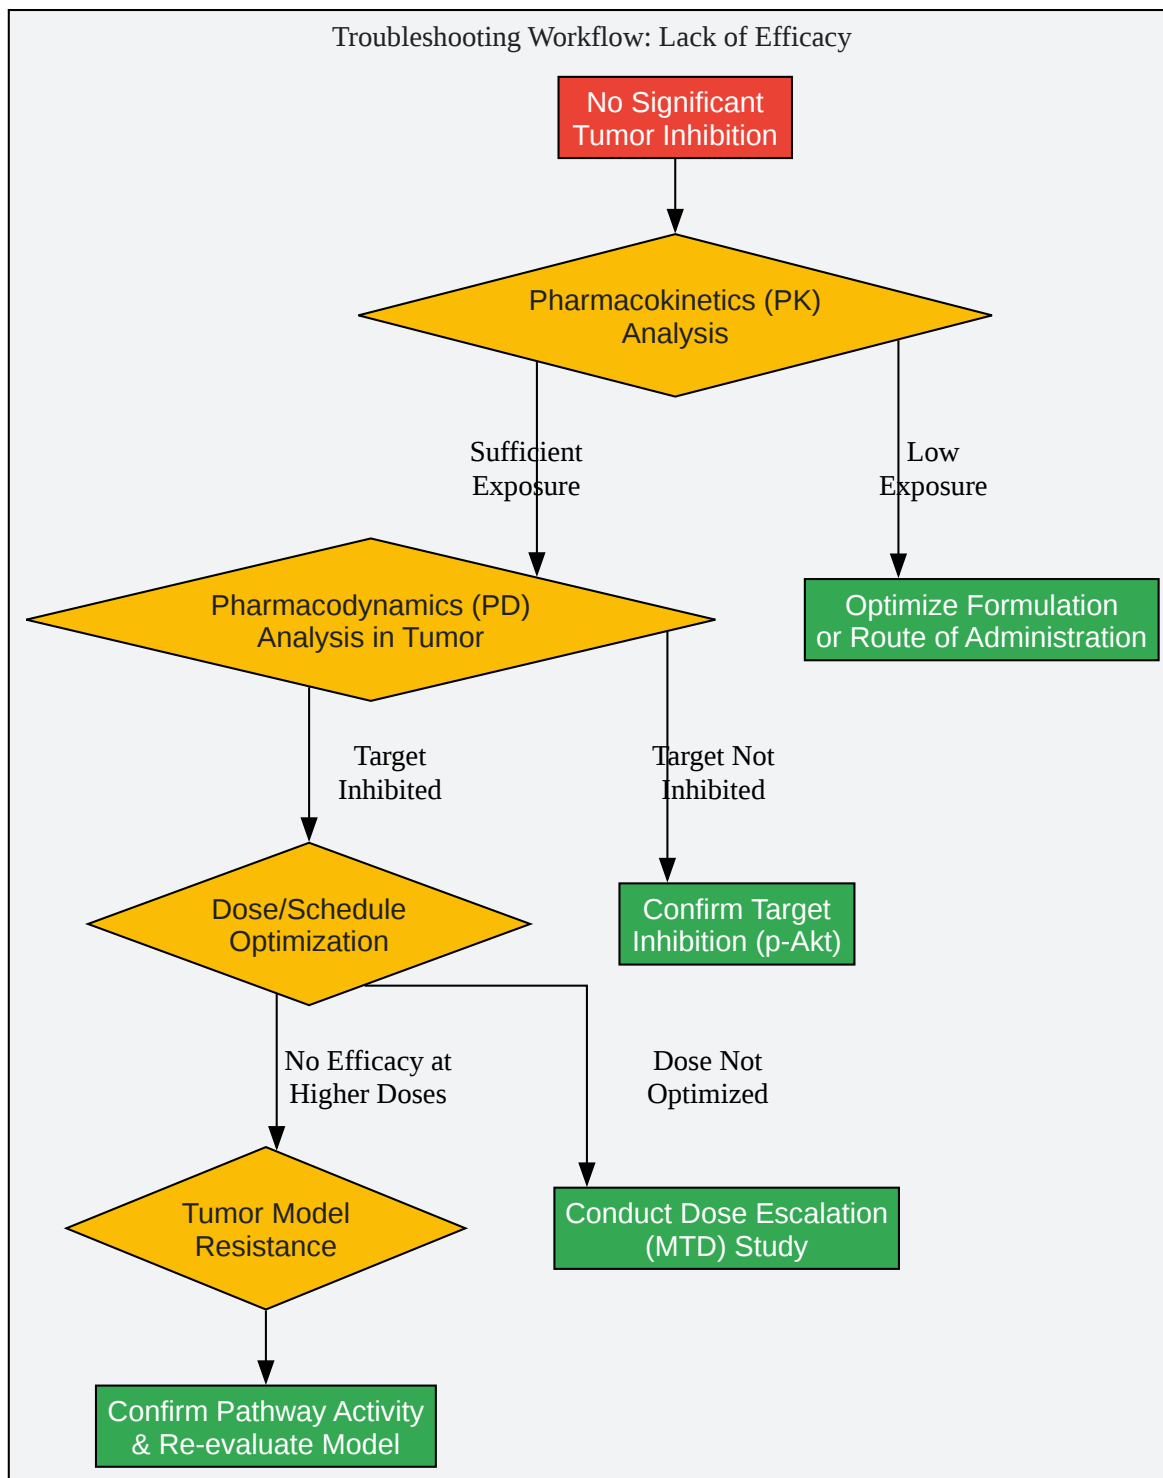 Troubleshooting Workflow: Lack of Efficacy
No Significant
Tumor Inhibition
Pharmacokinetics (PK)
Analysis
Sufficient
Exposure
Low
Exposure
Pharmacodynamics (PD)
Analysis in Tumor
Optimize Formulation
or Route of Administration
Target
Inhibited
Target Not
Inhibited
Dose/Schedule
Optimization
Confirm Target
Inhibition (p-Akt)
No Efficacy at
Higher Doses
Dose Not
Optimized
Tumor Model
Resistance
Conduct Dose Escalation
(MTD) Study
Confirm Pathway Activity
& Re-evaluate Model